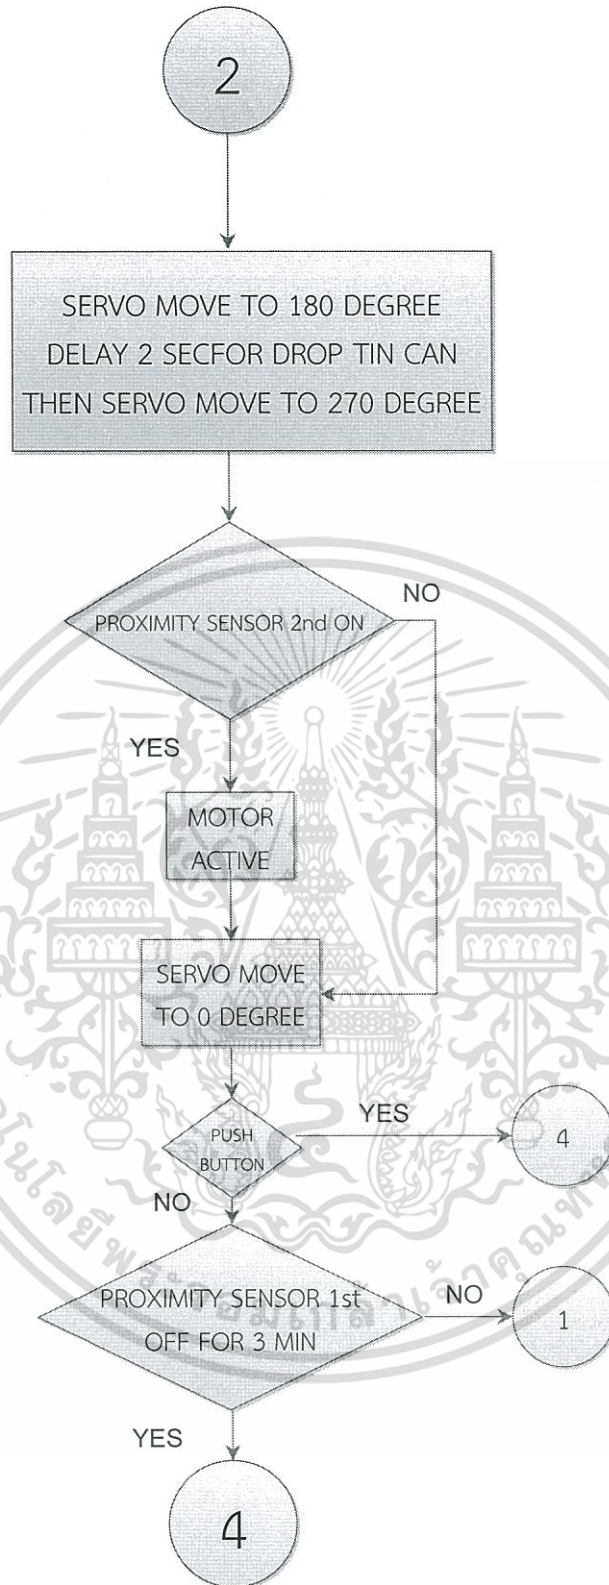 2
SERVO MOVE TO 180 DEGREE
DELAY 2 SECFOR DROP TIN CAN
THEN SERVO MOVE TO 270 DEGREE
PROXIMITY SENSOR 2nd ON
NO
YES
MOTOR
ACTIVE
SERVO MOVE
TO 0 DEGREE
PUSH
BUTTON
YES
4
NO
PROXIMITY SENSOR 1st
OFF FOR 3 MIN
NO
1
YES
4